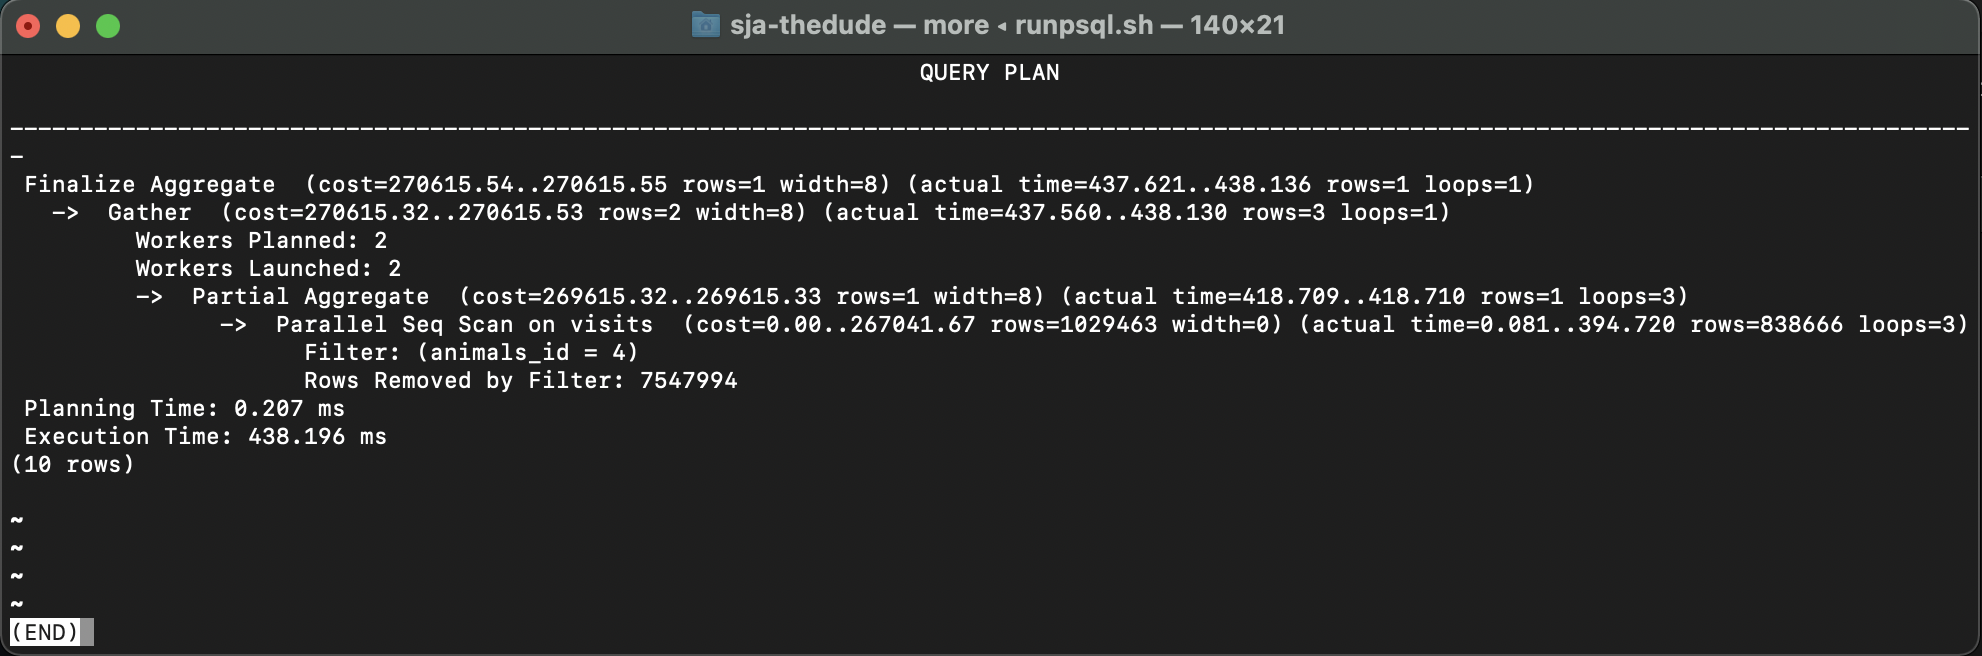 sja-thedude — more ◂ runpsql.sh — 140×21
QUERY PLAN
--------------------------------------------------------------------------------------------------------------------------------------------
-
Finalize Aggregate  (cost=270615.54..270615.55 rows=1 width=8) (actual time=437.621..438.136 rows=1 loops=1)
  ->  Gather  (cost=270615.32..270615.53 rows=2 width=8) (actual time=437.560..438.130 rows=3 loops=1)
        Workers Planned: 2
        Workers Launched: 2
        ->  Partial Aggregate  (cost=269615.32..269615.33 rows=1 width=8) (actual time=418.709..418.710 rows=1 loops=3)
              ->  Parallel Seq Scan on visits  (cost=0.00..267041.67 rows=1029463 width=0) (actual time=0.081..394.720 rows=838666 loops=3)
                    Filter: (animals_id = 4)
                    Rows Removed by Filter: 7547994
Planning Time: 0.207 ms
Execution Time: 438.196 ms
(10 rows)
~
~
~
~
(END)